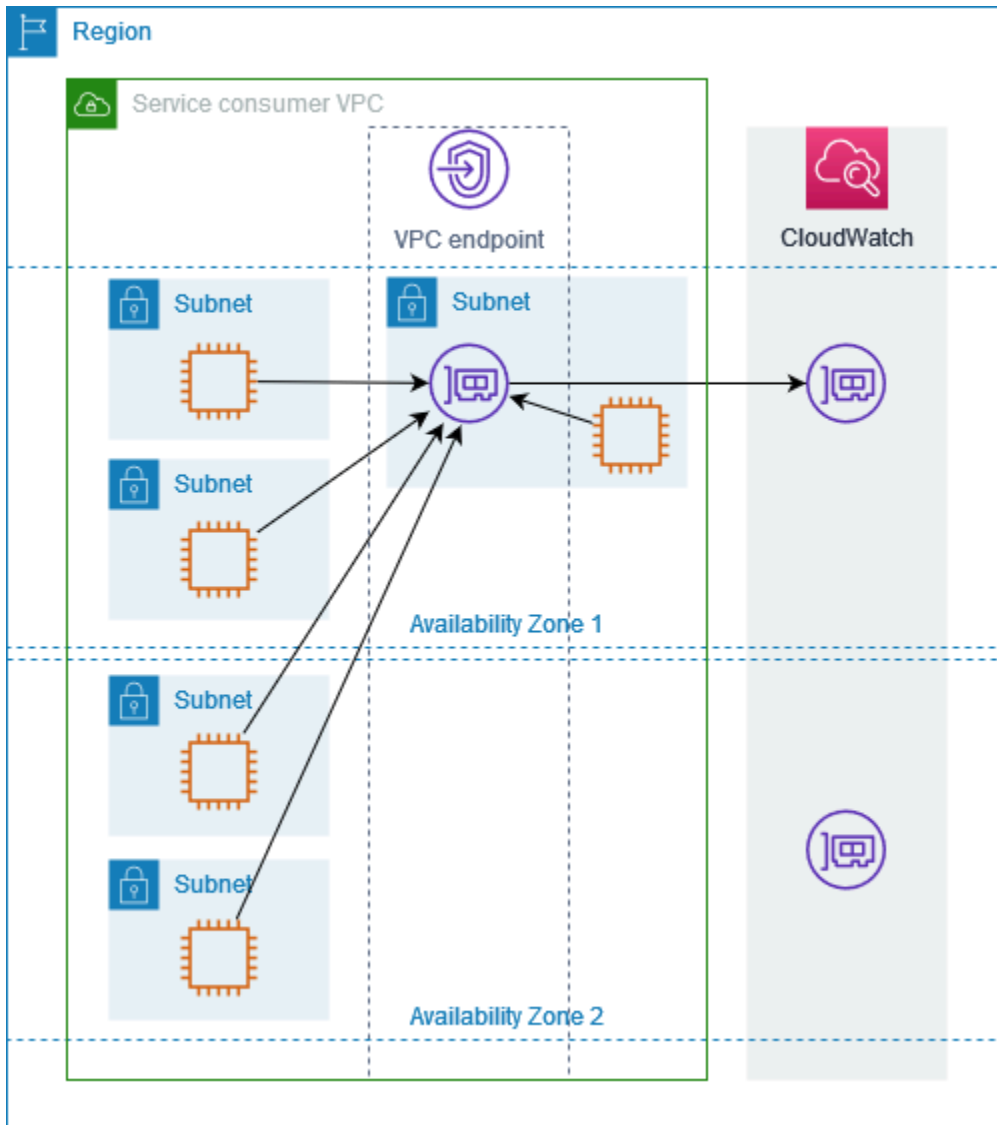 Region
Service consumer VPC
VPC endpoint
CloudWatch
Subnet
Subnet
Subnet
Availability Zone 1
Subnet
Subnet
Availability Zone 2